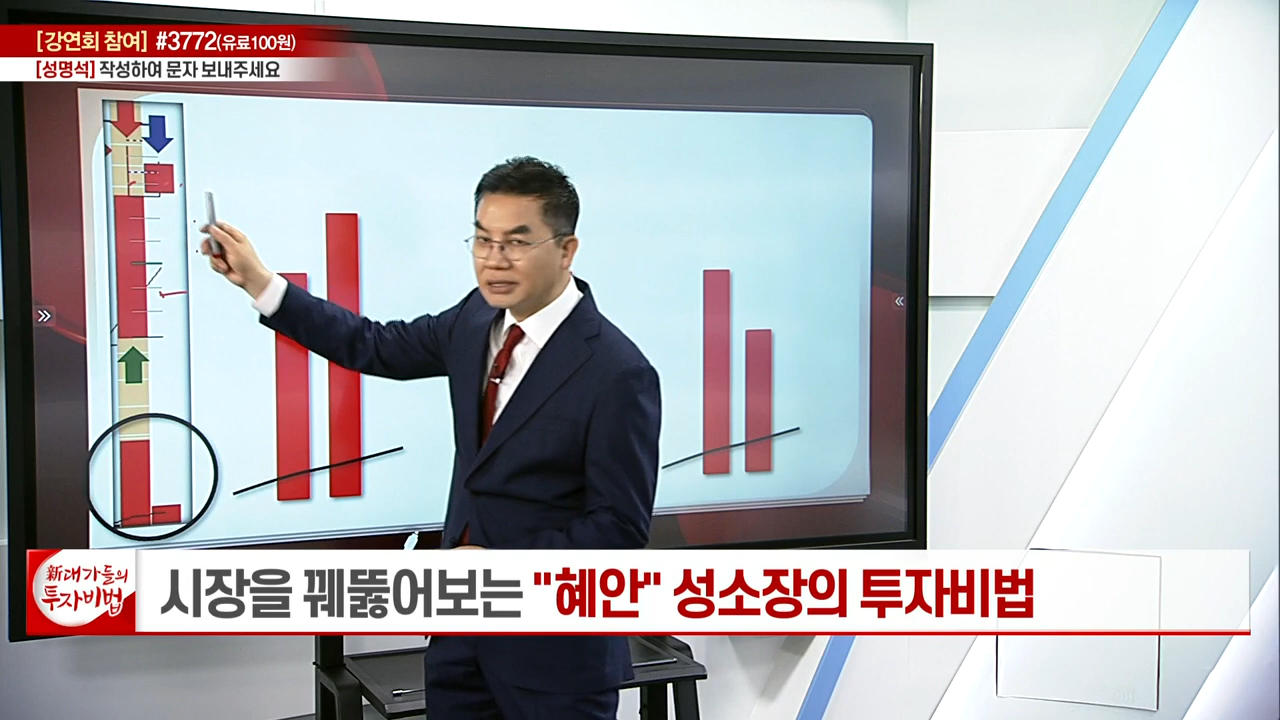 [강연회 참여] #3772(유료100원)
[성명석] 작성하여 문자 보내주세요
新대가들의
투자비법
시장을 꿰뚫어보는 "혜안" 성소장의 투자비법